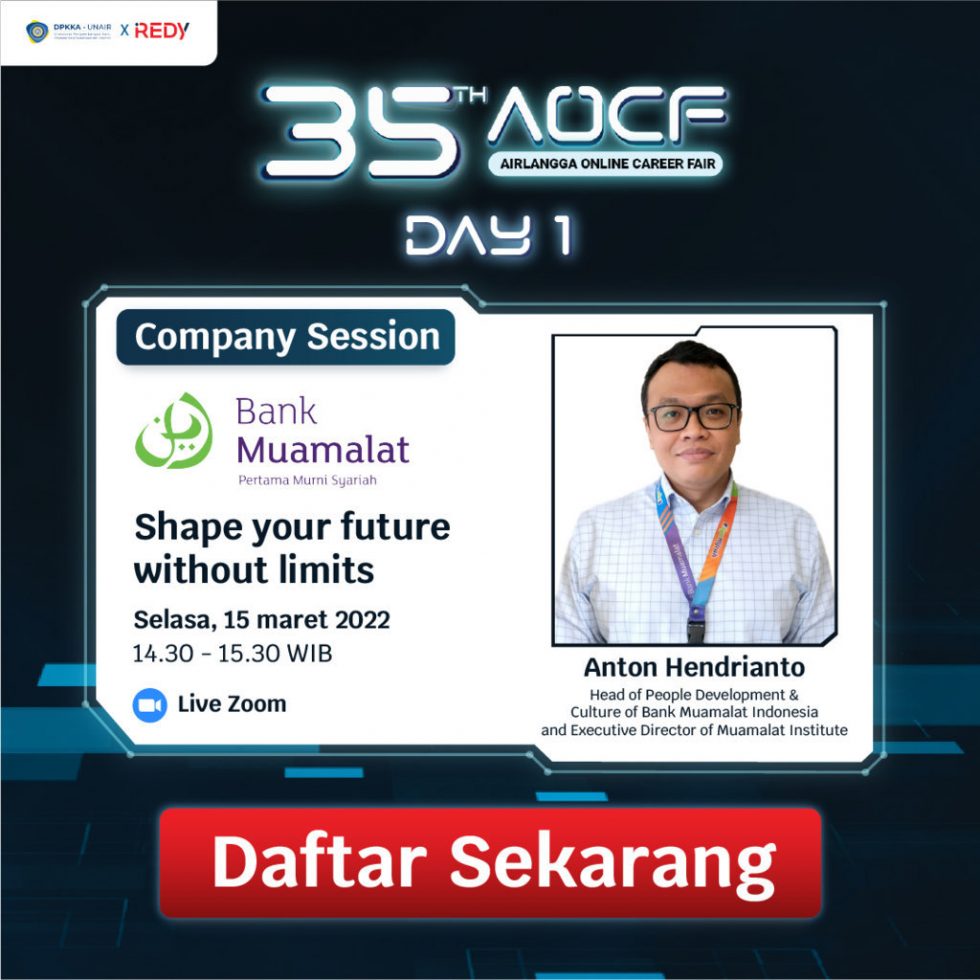 DPKKA - UNAIR X REDY
35TH AOCF
AIRLANGGA ONLINE CAREER FAIR
DAY 1
Company Session
Bank
Muamalat
Pertama Murni Syariah
Shape your future
without limits
Selasa, 15 maret 2022
14.30 - 15.30 WIB
Live Zoom
Bank Muamalat
Anton Hendrianto
Head of People Development &
Culture of Bank Muamalat Indonesia
and Executive Director of Muamalat Institute
Daftar Sekarang